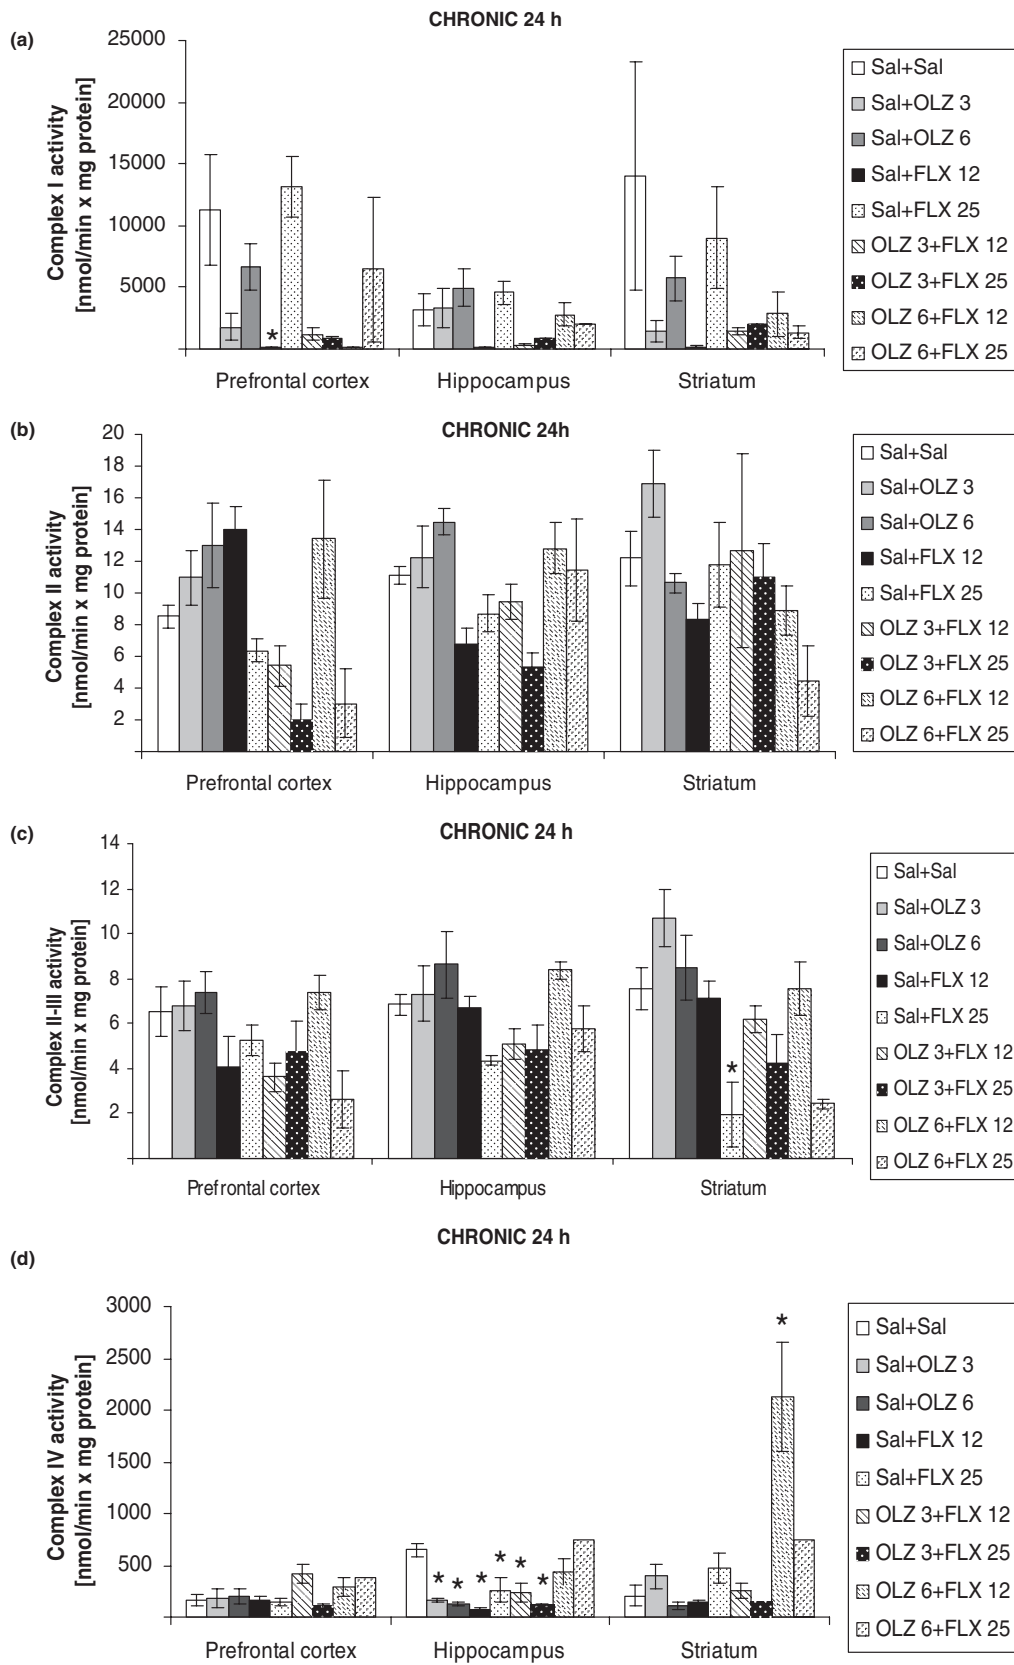 CHRONIC 24 h
(a)
Complex I activity
[nmol/min x mg protein]
25000
20000
15000
10000
5000
*
Prefrontal cortex
Hippocampus
Striatum
Sal+Sal
Sal+OLZ 3
Sal+OLZ 6
Sal+FLX 12
Sal+FLX 25
OLZ 3+FLX 12
OLZ 3+FLX 25
OLZ 6+FLX 12
OLZ 6+FLX 25
(b)
CHRONIC 24h
Complex II activity
[nmol/min x mg protein]
20
18
16
14
12
10
8
6
4
2
Prefrontal cortex
Hippocampus
Striatum
Sal+Sal
Sal+OLZ 3
Sal+OLZ 6
Sal+FLX 12
Sal+FLX 25
OLZ 3+FLX 12
OLZ 3+FLX 25
OLZ 6+FLX 12
OLZ 6+FLX 25
(c)
CHRONIC 24 h
Complex II-III activity
[nmol/min x mg protein]
14
12
10
8
6
4
2
*
Prefrontal cortex
Hippocampus
Striatum
Sal+Sal
Sal+OLZ 3
Sal+OLZ 6
Sal+FLX 12
Sal+FLX 25
OLZ 3+FLX 12
OLZ 3+FLX 25
OLZ 6+FLX 12
OLZ 6+FLX 25
CHRONIC 24 h
(d)
Complex IV activity
[nmol/min x mg protein]
3000
2500
2000
1500
1000
500
* * * * * *
*
Prefrontal cortex
Hippocampus
Striatum
Sal+Sal
Sal+OLZ 3
Sal+OLZ 6
Sal+FLX 12
Sal+FLX 25
OLZ 3+FLX 12
OLZ 3+FLX 25
OLZ 6+FLX 12
OLZ 6+FLX 25